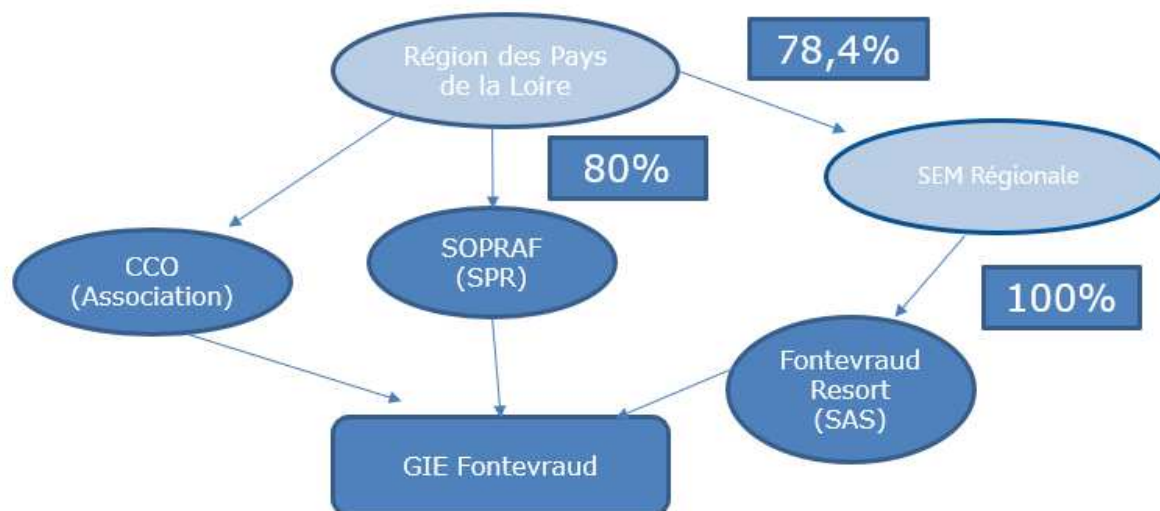 Région des Pays
de la Loire
78,4%
80%
SEM Régionale
CCO
(Association)
SOPRAF
(SPR)
100%
Fontevraud
Resort
(SAS)
GIE Fontevraud